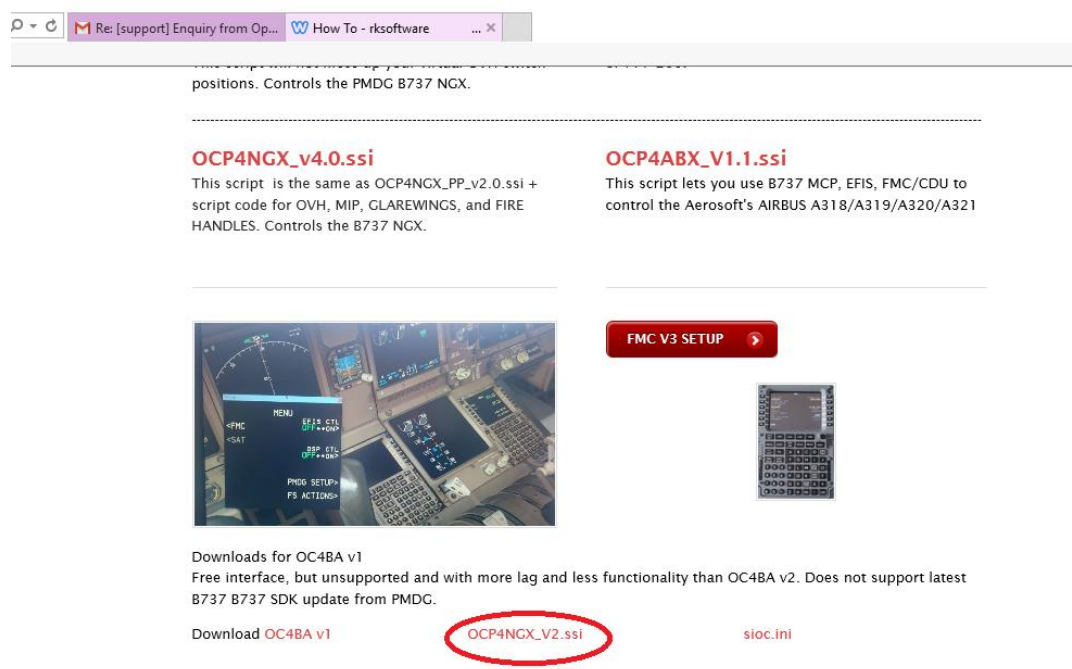 Re: [support] Enquiry from Op...
How To - rksoftware ...
positions. Controls the PMDG B737 NGX.
OCP4NGX_v4.0.ssi
This script is the same as OCP4NGX_PP_v2.0.ssi +
script code for OVH, MIP, GLAREWINGS, and FIRE
HANDLES. Controls the B737 NGX.
OCP4ABX_V1.1.ssi
This script lets you use B737 MCP, EFIS, FMC/CDU to
control the Aerosoft's AIRBUS A318/A319/A320/A321
MENU
<FMC EFIS CTL
OFF↔ON>
<SAT
DSP CTL
OFF↔ON>
PMDG SETUP>
FS ACTIONS>
FMC V3 SETUP
Downloads for OC4BA v1
Free interface, but unsupported and with more lag and less functionality than OC4BA v2. Does not support latest
B737 B737 SDK update from PMDG.
Download OC4BA v1 OCP4NGX_V2.ssi sioc.ini